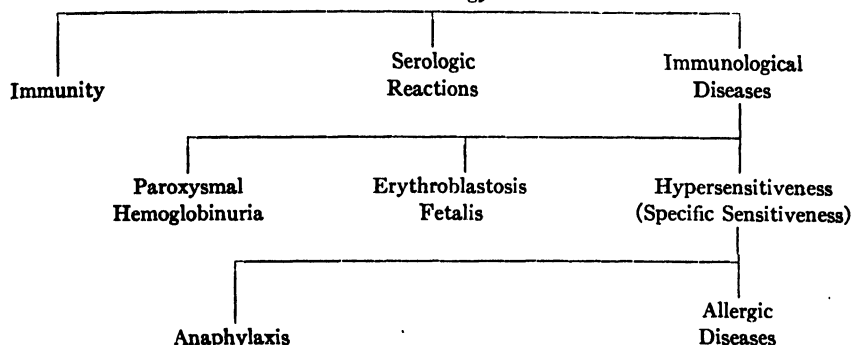 Immunity
Serologic
Reactions
Immunological
Diseases
Paroxysmal
Hemoglobinuria
Erythroblastosis
Fetalis
Hypersensitiveness
(Specific Sensitiveness)
Anaphylaxis
Allergic
Diseases